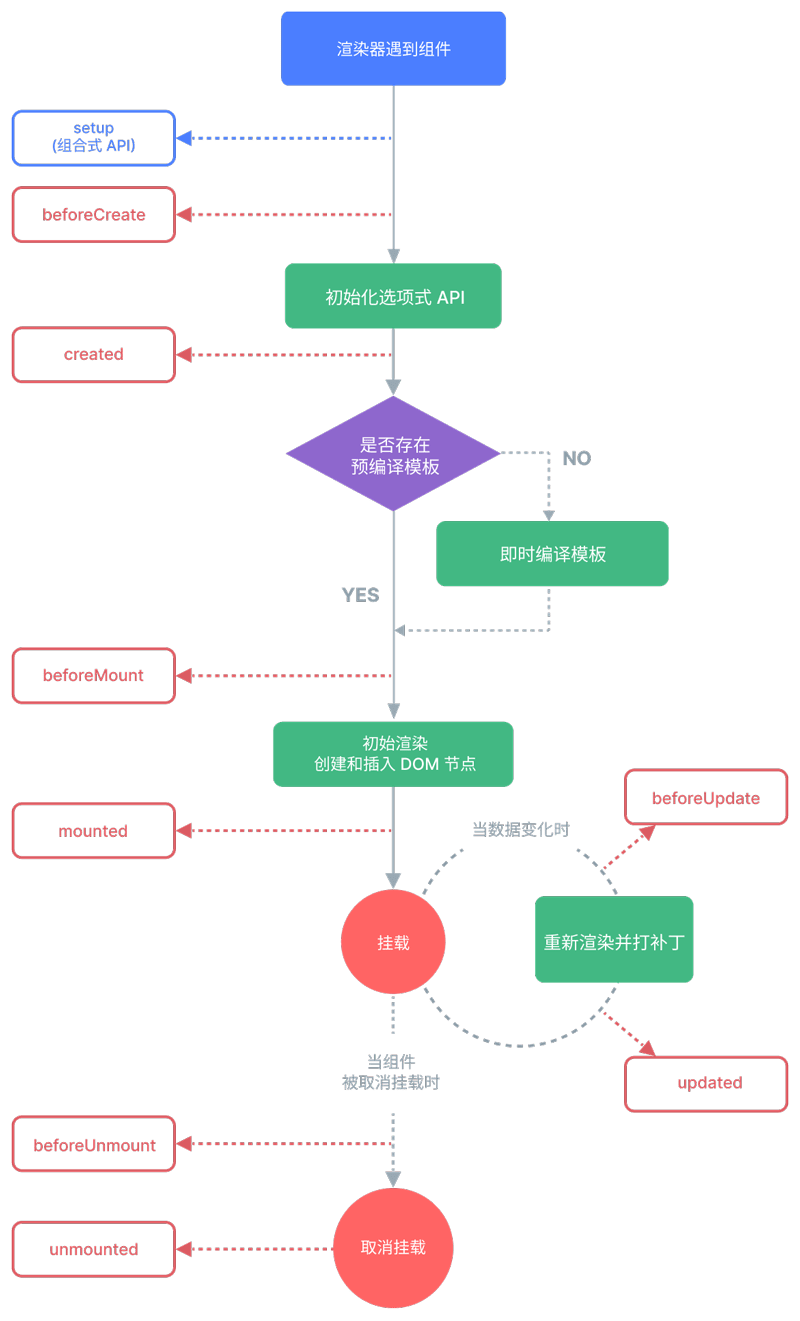 渲染器遇到组件
setup
(组合式 API)
beforeCreate
初始化选项式 API
created
是否存在
预编译模板
NO
即时编译模板
YES
beforeMount
初始渲染
创建和插入 DOM 节点
beforeUpdate
mounted
当数据变化时
挂载
重新渲染并打补丁
当组件
被取消挂载时
updated
beforeUnmount
unmounted
取消挂载